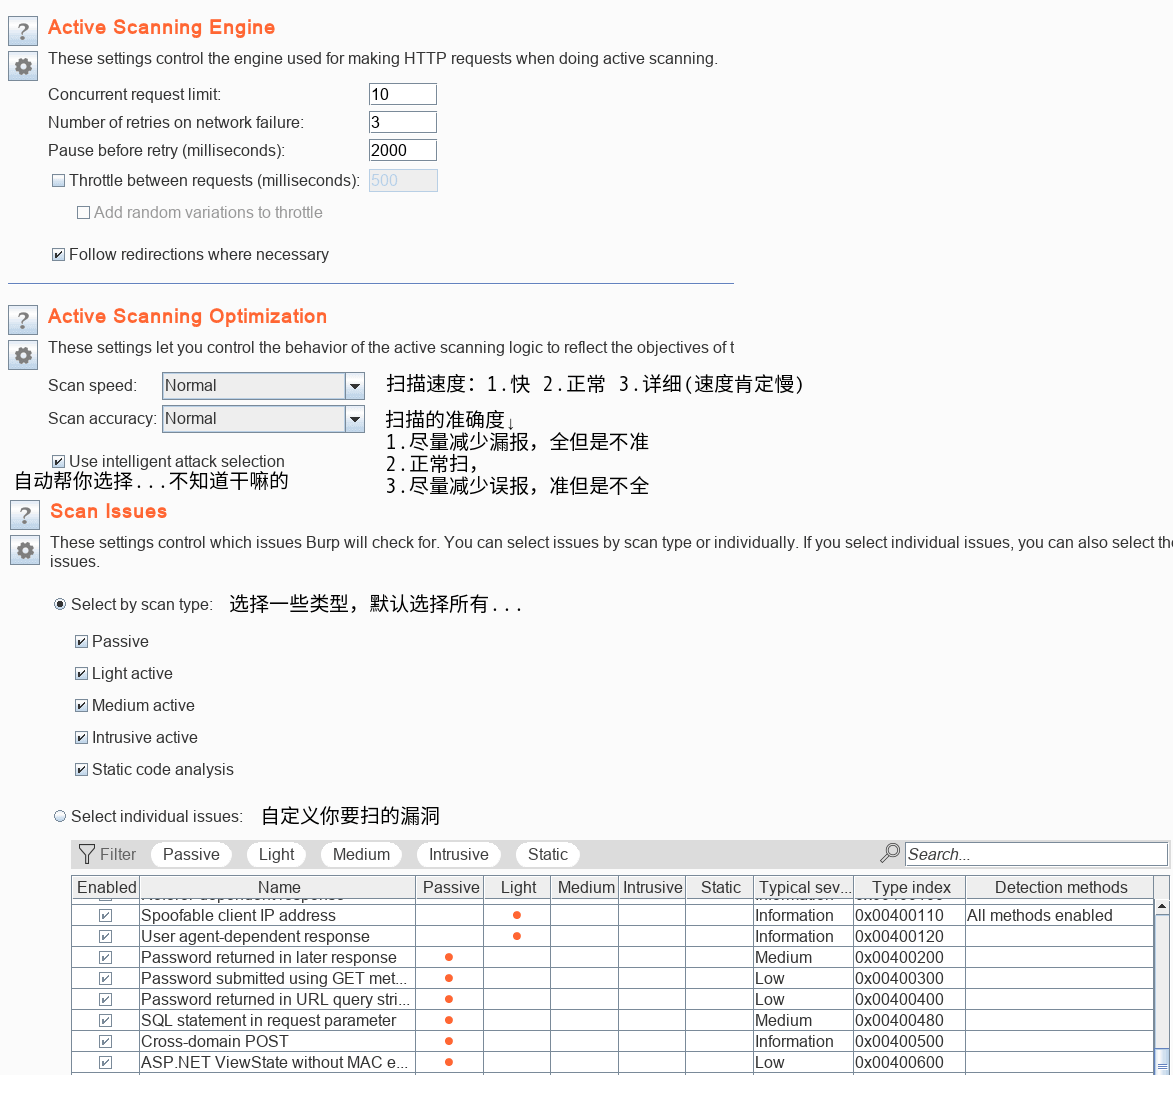 Active Scanning Engine
These settings control the engine used for making HTTP requests when doing active scanning.
Concurrent request limit: 10
Number of retries on network failure: 3
Pause before retry (milliseconds): 2000
Throttle between requests (milliseconds): 500
Add random variations to throttle
Follow redirections where necessary
Active Scanning Optimization
These settings let you control the behavior of the active scanning logic to reflect the objectives of t
Scan speed: Normal 扫描速度：1.快 2.正常 3.详细(速度肯定慢)
Scan accuracy: Normal 扫描的准确度↓
1.尽量减少漏报，全但是不准
Use intelligent attack selection 2.正常扫，
自动帮你选择...不知道干嘛的 3.尽量减少误报，准但是不全
Scan Issues
These settings control which issues Burp will check for. You can select issues by scan type or individually. If you select individual issues, you can also select the
issues.
Select by scan type: 选择一些类型，默认选择所有...
Passive
Light active
Medium active
Intrusive active
Static code analysis
Select individual issues: 自定义你要扫的漏洞
Filter Passive Light Medium Intrusive Static Search...
Enabled Name Passive Light Medium Intrusive Static Typical sev... Type index Detection methods
Spoofable client IP address Information 0x00400110 All methods enabled
User agent-dependent response Information 0x00400120
Password returned in later response Medium 0x00400200
Password submitted using GET met... Low 0x00400300
Password returned in URL query stri... Low 0x00400400
SQL statement in request parameter Medium 0x00400480
Cross-domain POST Information 0x00400500
ASP.NET ViewState without MAC e... Low 0x00400600